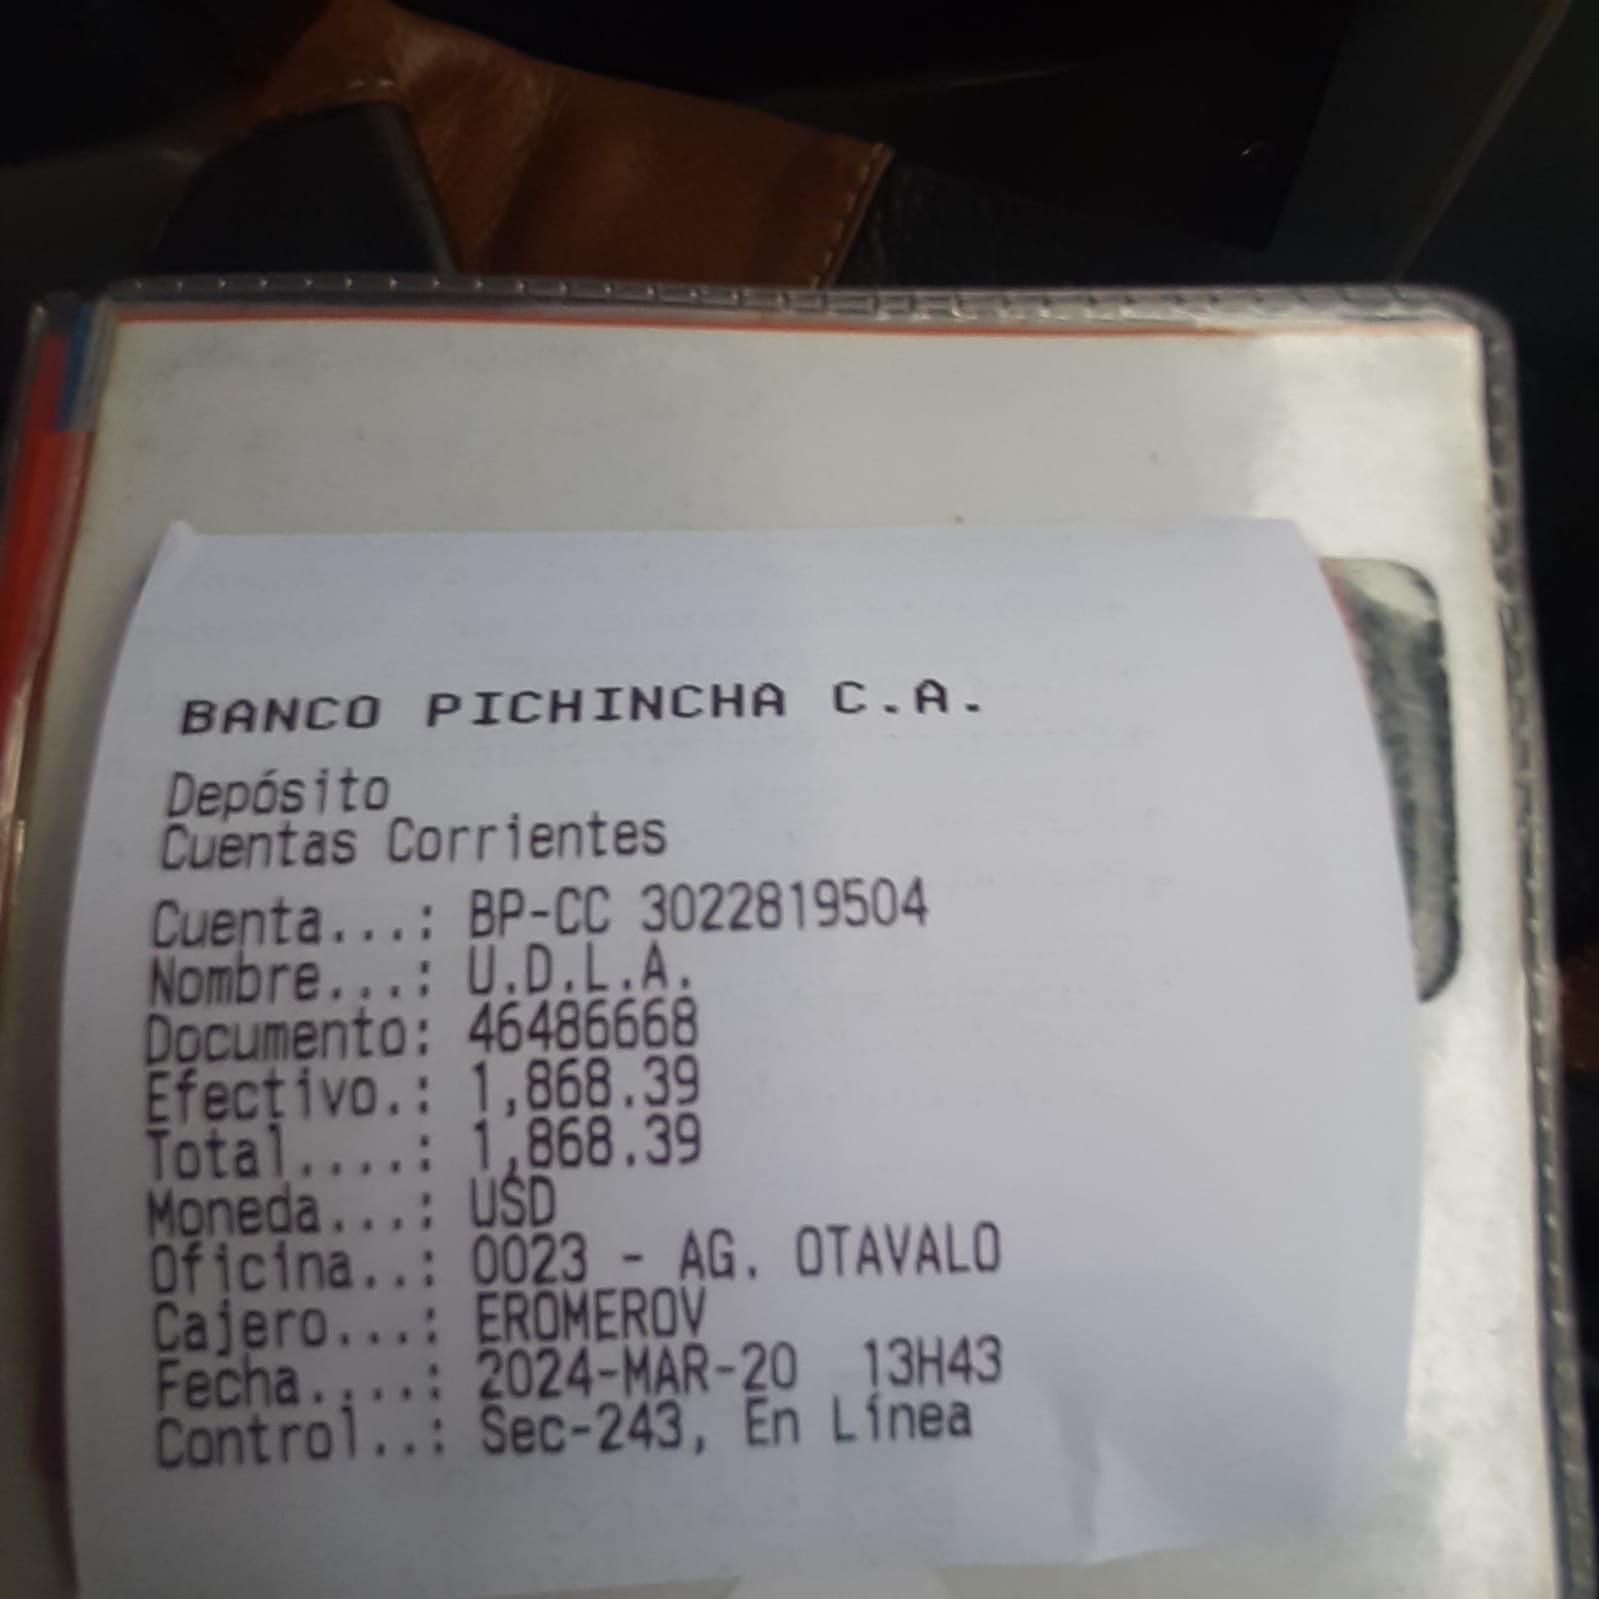 BANCO PICHINCHA C.A.
Depósito
Cuentas Corrientes
Cuenta...: BP-CC 3022819504
Nombre...: U.D.L.A.
Documento: 46486668
Efectivo.: 1,868.39
Total....: 1,868.39
Moneda...: USD
Oficina..: 0023 - AG. OTAVALO
Cajero...: EROMEROV
Fecha....: 2024-MAR-20  13H43
Control..: Sec-243, En Línea